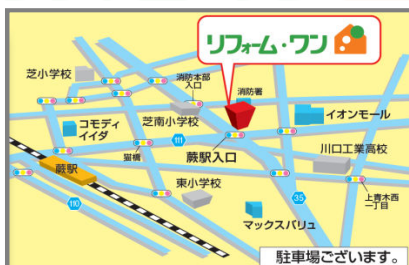 リフォーム・ワン
芝小学校
消防本部
入口
消防署
コモディ
イイダ
芝南小学校
イオンモール
猫橋
111
蕨駅入口
川口工業高校
蕨駅
東小学校
110
35
上青木西
一丁目
マックスバリュ
駐車場ございます。